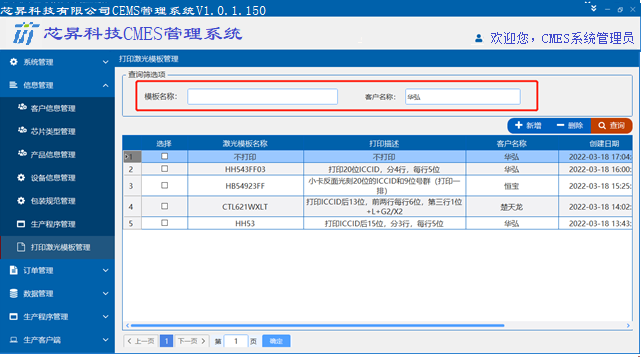 芯昇科技有限公司CEMS管理系统V1.0.1.150
芯昇科技CMES管理系统
欢迎您，CMES系统管理员
系统管理
信息管理
客户信息管理
芯片类型管理
产品信息管理
设备信息管理
包装规范管理
生产程序管理
打印激光模板管理
订单管理
数据管理
生产程序管理
生产客户端
打印激光模板管理
查询筛选项
模板名称：
客户名称： 华弘
新增 删除 查询
选择 激光模板名称 打印描述 客户名称 创建日期
1 不打印 不打印 华弘 2022-03-18 17:04:
2 HH543FF03 打印20位ICCID，分4行，每行5位 华弘 2022-03-18 16:00:
3 HB54923FF 小卡反面光刻20位的ICCID和9位号群（打印一排） 恒宝 2022-03-18 15:25:
4 CTL621WXLT 打印ICCID后13位，前两行每行6位，第三行1位+L+G2/X2 楚天龙 2022-03-18 14:02:
5 HH53 打印ICCID后15位，分3行，每行5位 华弘 2022-03-18 13:43:
上一页 1 下一页 第 1 页 确定